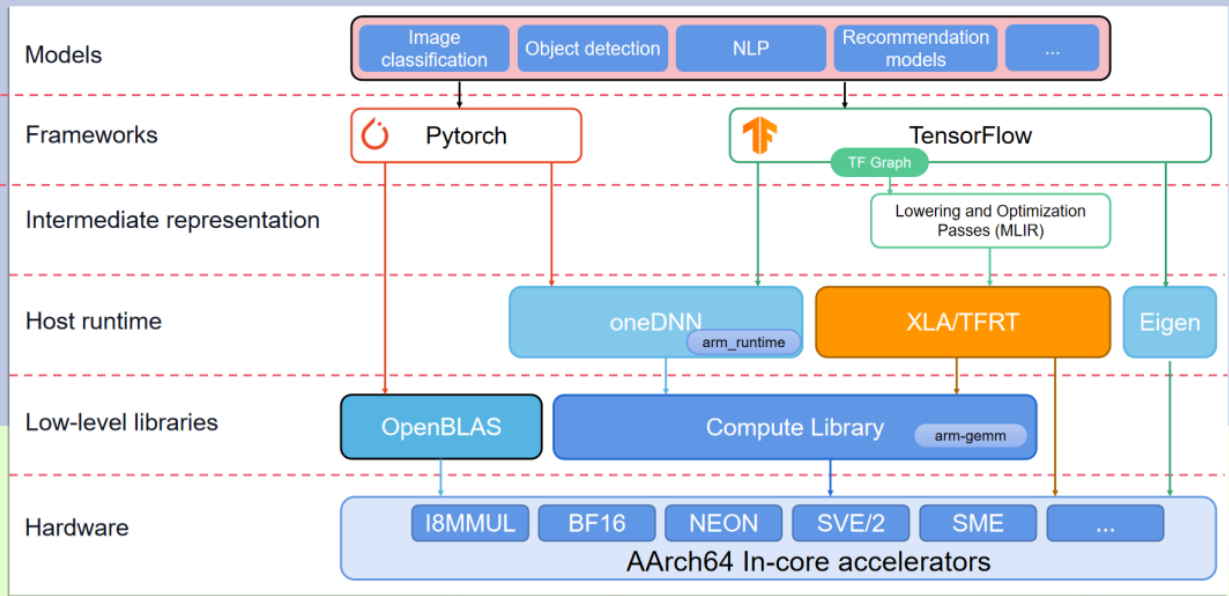 Models
Image
classification
Object detection
NLP
Recommendation
models
...
Frameworks
Pytorch
TensorFlow
TF Graph
Intermediate representation
Lowering and Optimization
Passes (MLIR)
Host runtime
oneDNN
arm_runtime
XLA/TFRT
Eigen
Low-level libraries
OpenBLAS
Compute Library
arm-gemm
Hardware
I8MMUL
BF16
NEON
SVE/2
SME
...
AArch64 In-core accelerators